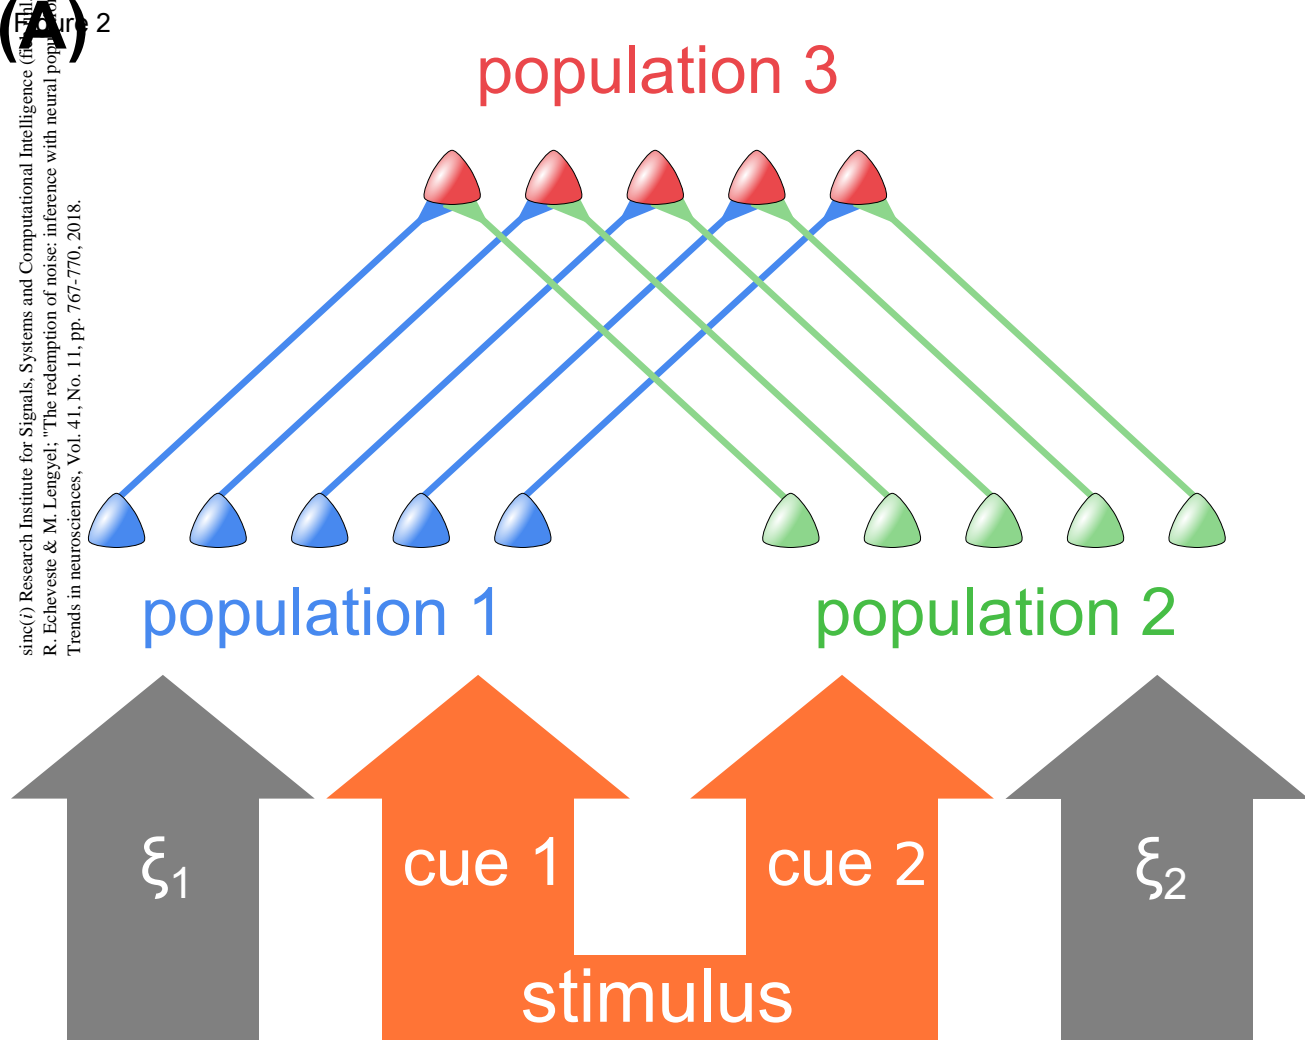 Figure 2
(A)
sinc(i) Research Institute for Signals, Systems and Computational Intelligence
R. Echeveste & M. Lengyel; "The redemption of noise: inference with neural
Trends in neurosciences, Vol. 41, No. 11, pp. 767-770, 2018.
population 3
population 1
population 2
ξ1
cue 1
cue 2
ξ2
stimulus